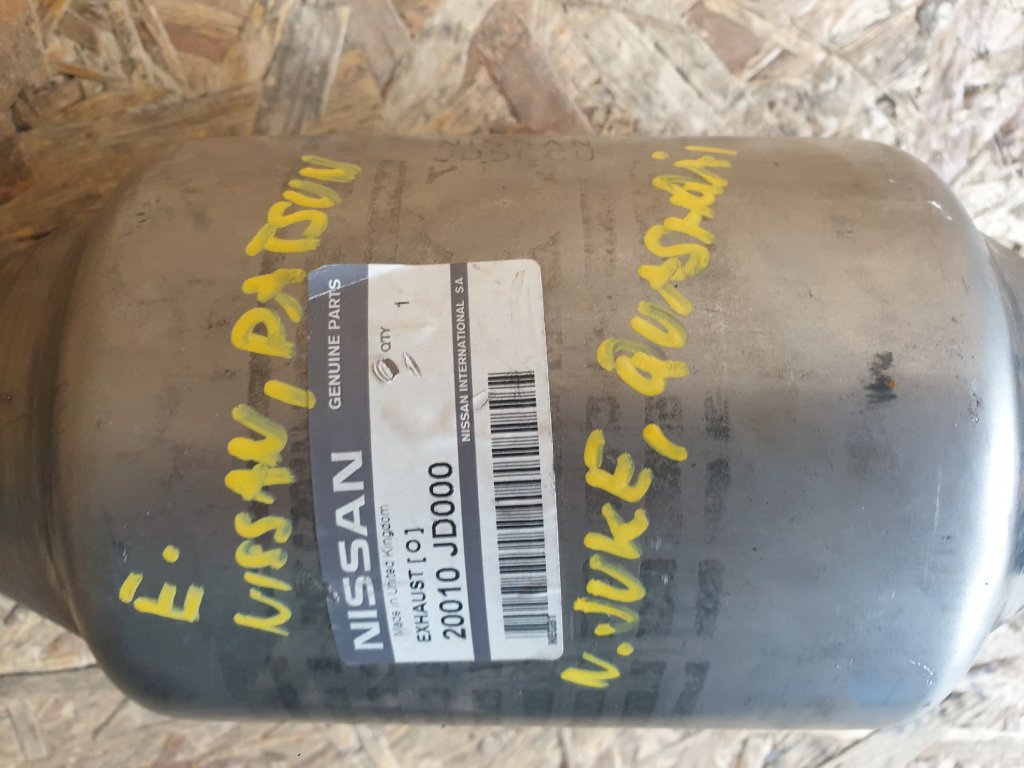 E.
NISSAN / DATSUN
NISSAN
GENUINE PARTS
Made in United Kingdom
EXHAUST [ O ]
QTY
20010 JD000
1
NISSAN INTERNATIONAL SA
N. JUKE, QUASHQAI